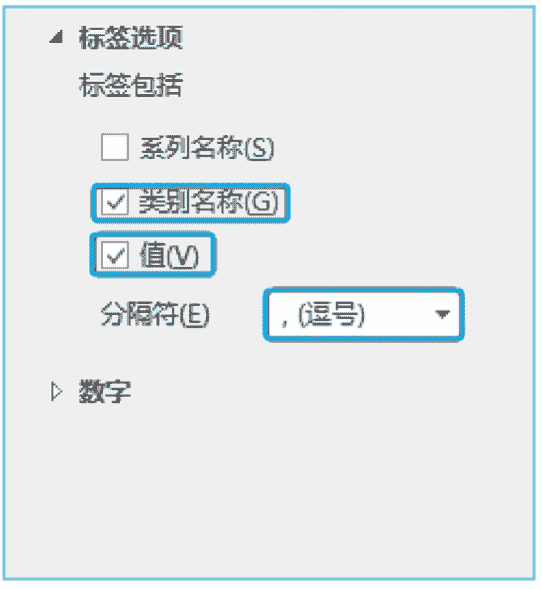 标签选项
标签包括
系列名称(S)
类别名称(G)
值(V)
分隔符(E) , (逗号)
数字